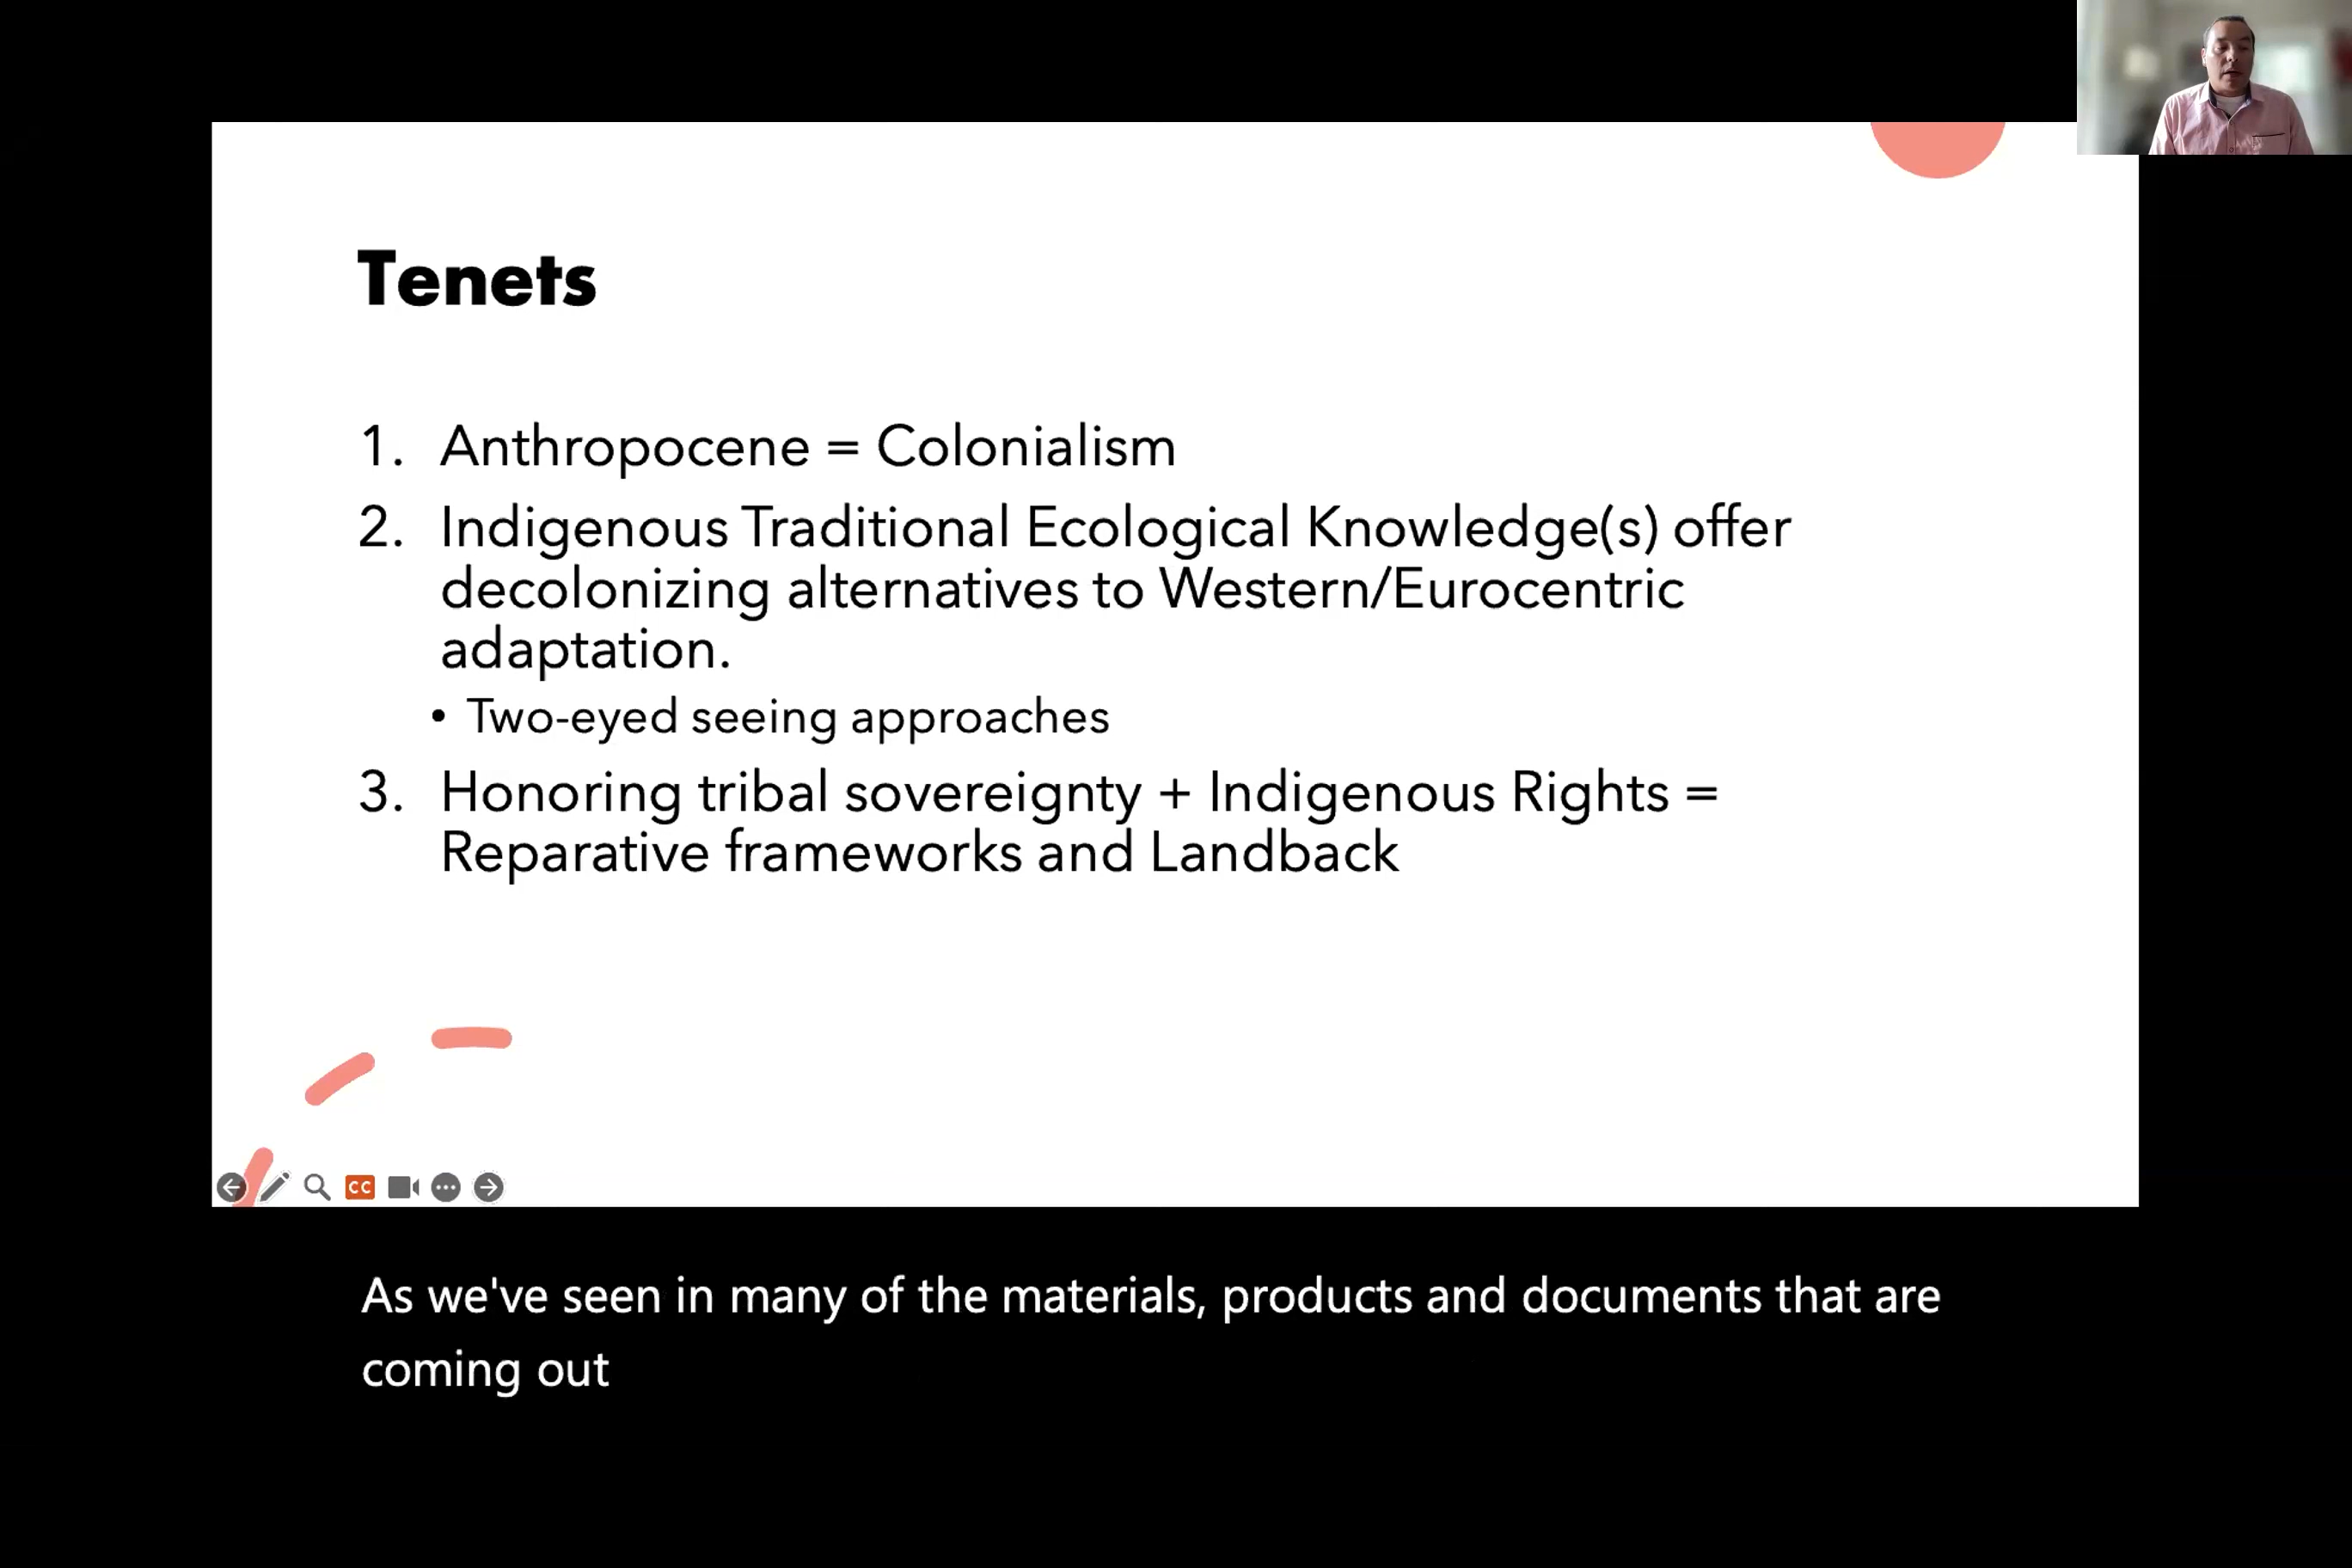 Tenets
1. Anthropocene = Colonialism
2. Indigenous Traditional Ecological Knowledge(s) offer
decolonizing alternatives to Western/Eurocentric
adaptation.
• Two-eyed seeing approaches
3. Honoring tribal sovereignty + Indigenous Rights =
Reparative frameworks and Landback
CC
As we've seen in many of the materials, products and documents that are
coming out